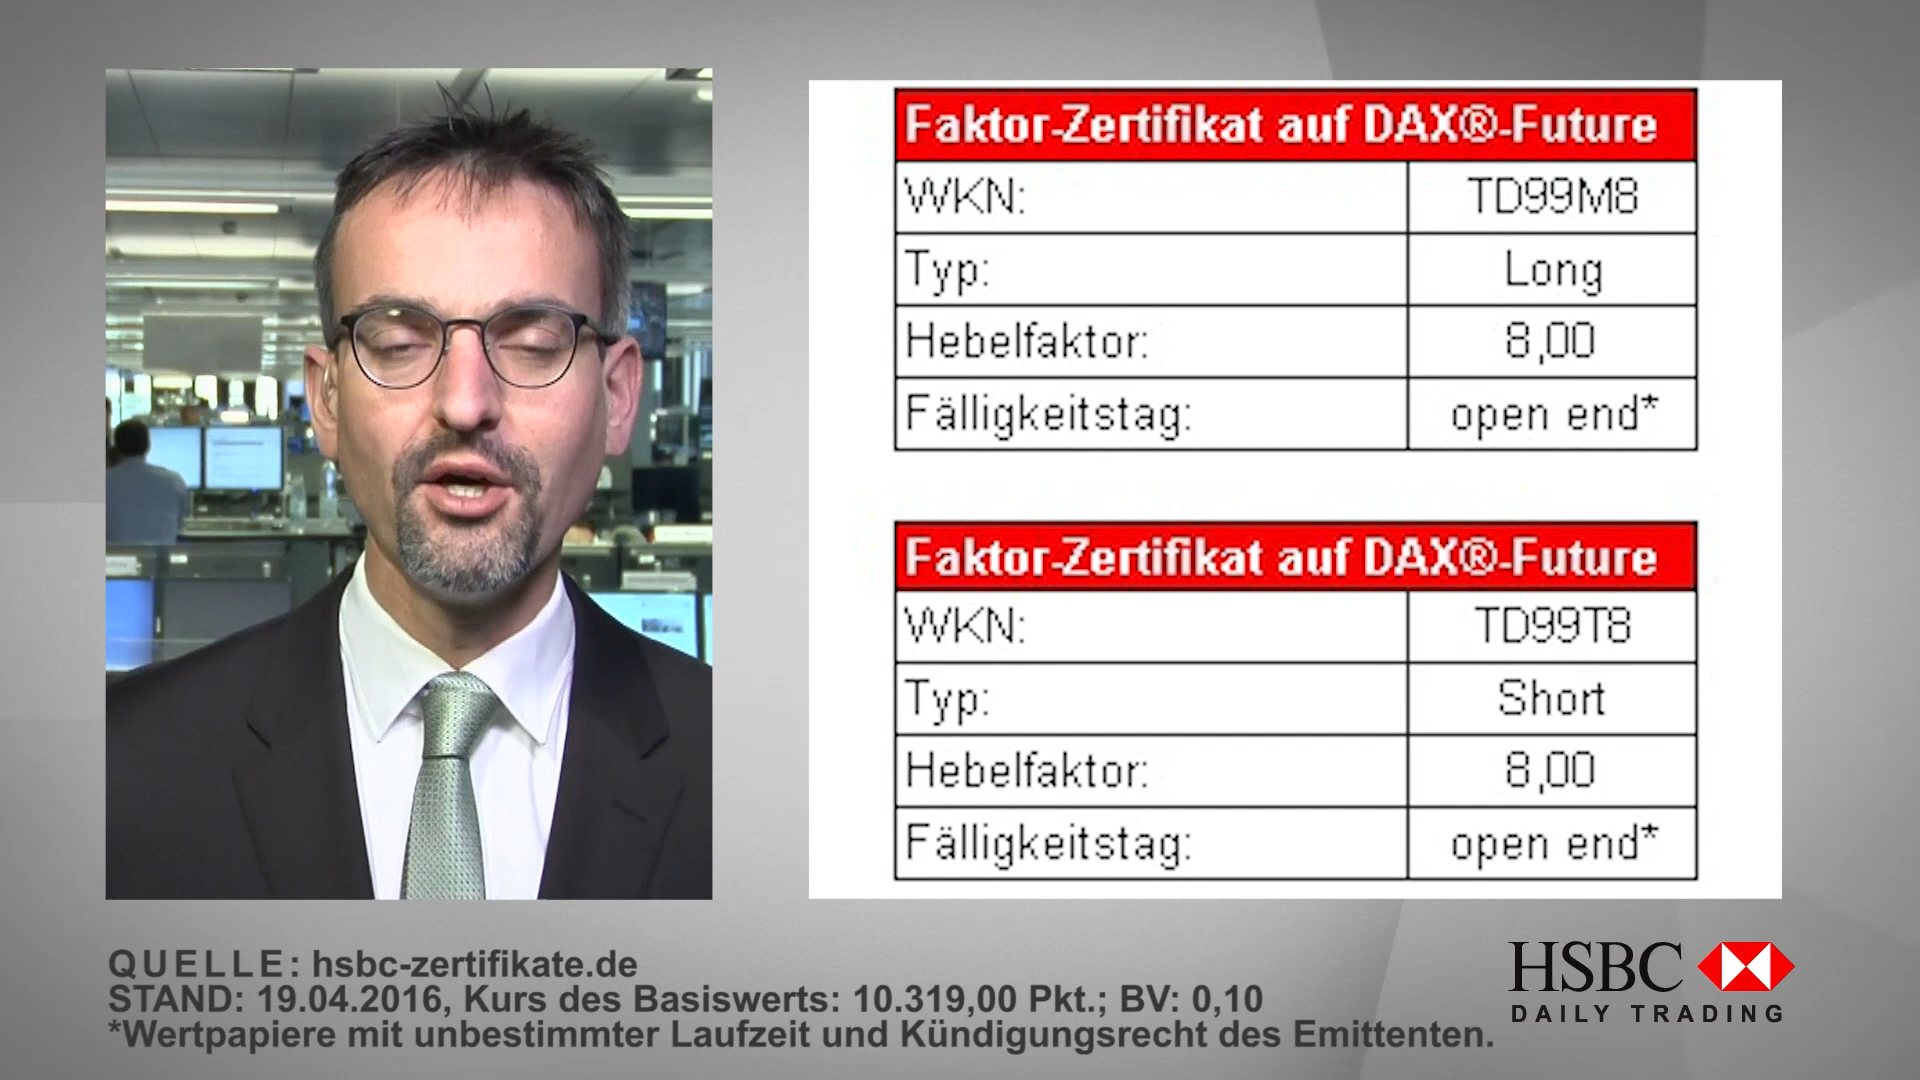 Faktor-Zertifikat auf DAX®-Future
WKN: TD99M8
Typ: Long
Hebelfaktor: 8,00
Fälligkeitstag: open end*
Faktor-Zertifikat auf DAX®-Future
WKN: TD99T8
Typ: Short
Hebelfaktor: 8,00
Fälligkeitstag: open end*
QUELLE: hsbc-zertifikate.de
STAND: 19.04.2016, Kurs des Basiswerts: 10.319,00 Pkt.; BV: 0,10
*Wertpapiere mit unbestimmter Laufzeit und Kündigungsrecht des Emittenten.
HSBC
DAILY TRADING